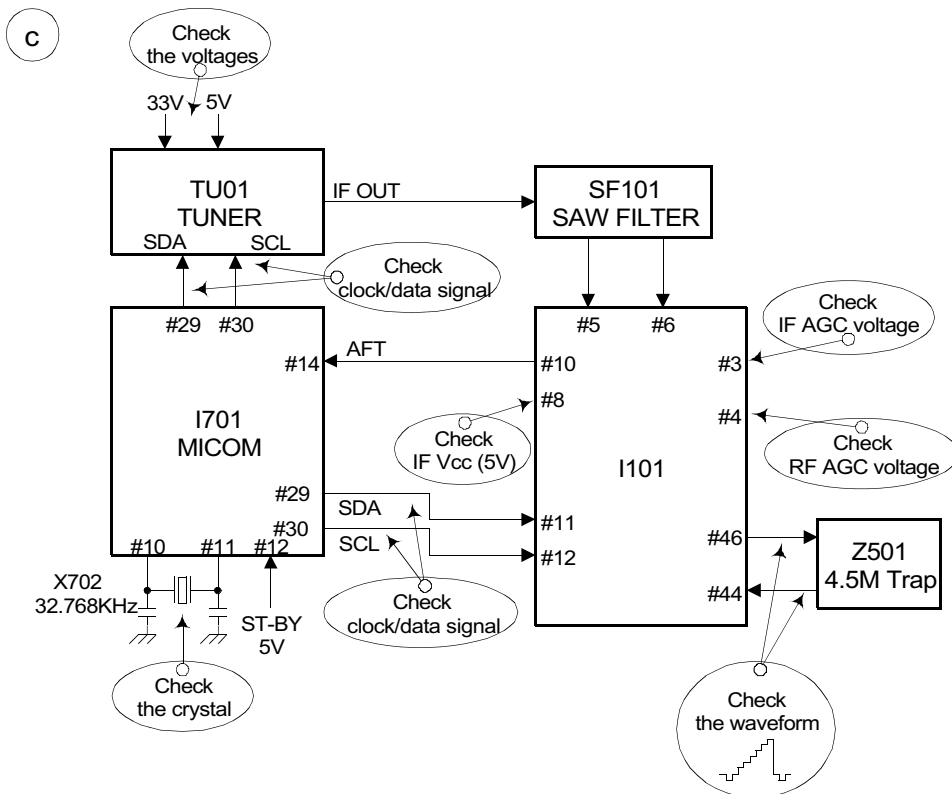 C
Check
the voltages
33V
5V
TU01
TUNER
SDA
SCL
IF OUT
SF101
SAW FILTER
Check
clock/data signal
#29
#30
#5
#6
Check
IF AGC voltage
#14
AFT
#10
#3
#8
#4
I701
MICOM
Check
IF Vcc (5V)
I101
Check
RF AGC voltage
#29
SDA
#11
#30
SCL
#12
#46
Z501
4.5M Trap
#44
#10
#11
#12
X702
32.768KHz
ST-BY
5V
Check
clock/data signal
Check
the crystal
Check
the waveform